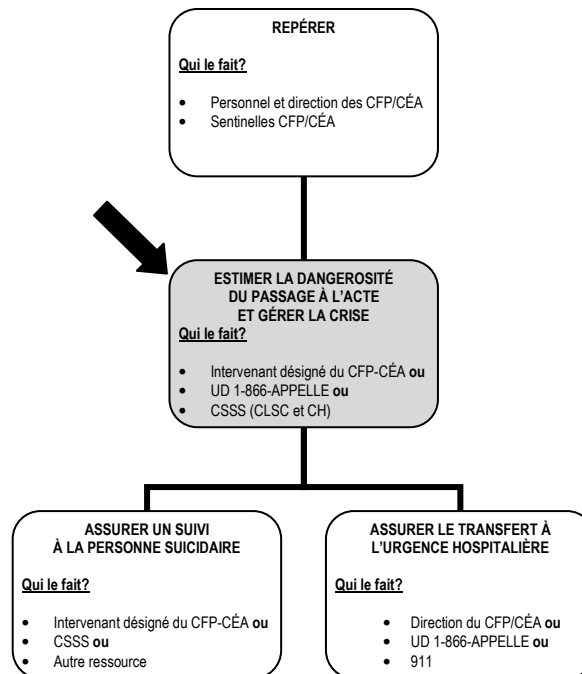 REPÉRER
Qui le fait?
• Personnel et direction des CFP/CÉA
• Sentinelles CFP/CÉA
ESTIMER LA DANGEROSITÉ
DU PASSAGE À L'ACTE
ET GÉRER LA CRISE
Qui le fait?
• Intervenant désigné du CFP-CÉA ou
• UD 1-866-APPELLE ou
• CSSS (CLSC et CH)
ASSURER UN SUIVI
À LA PERSONNE SUICIDAIRE
Qui le fait?
• Intervenant désigné du CFP-CÉA ou
• CSSS ou
• Autre ressource
ASSURER LE TRANSFERT À
L'URGENCE HOSPITALIÈRE
Qui le fait?
• Direction du CFP/CÉA ou
• UD 1-866-APPELLE ou
• 911